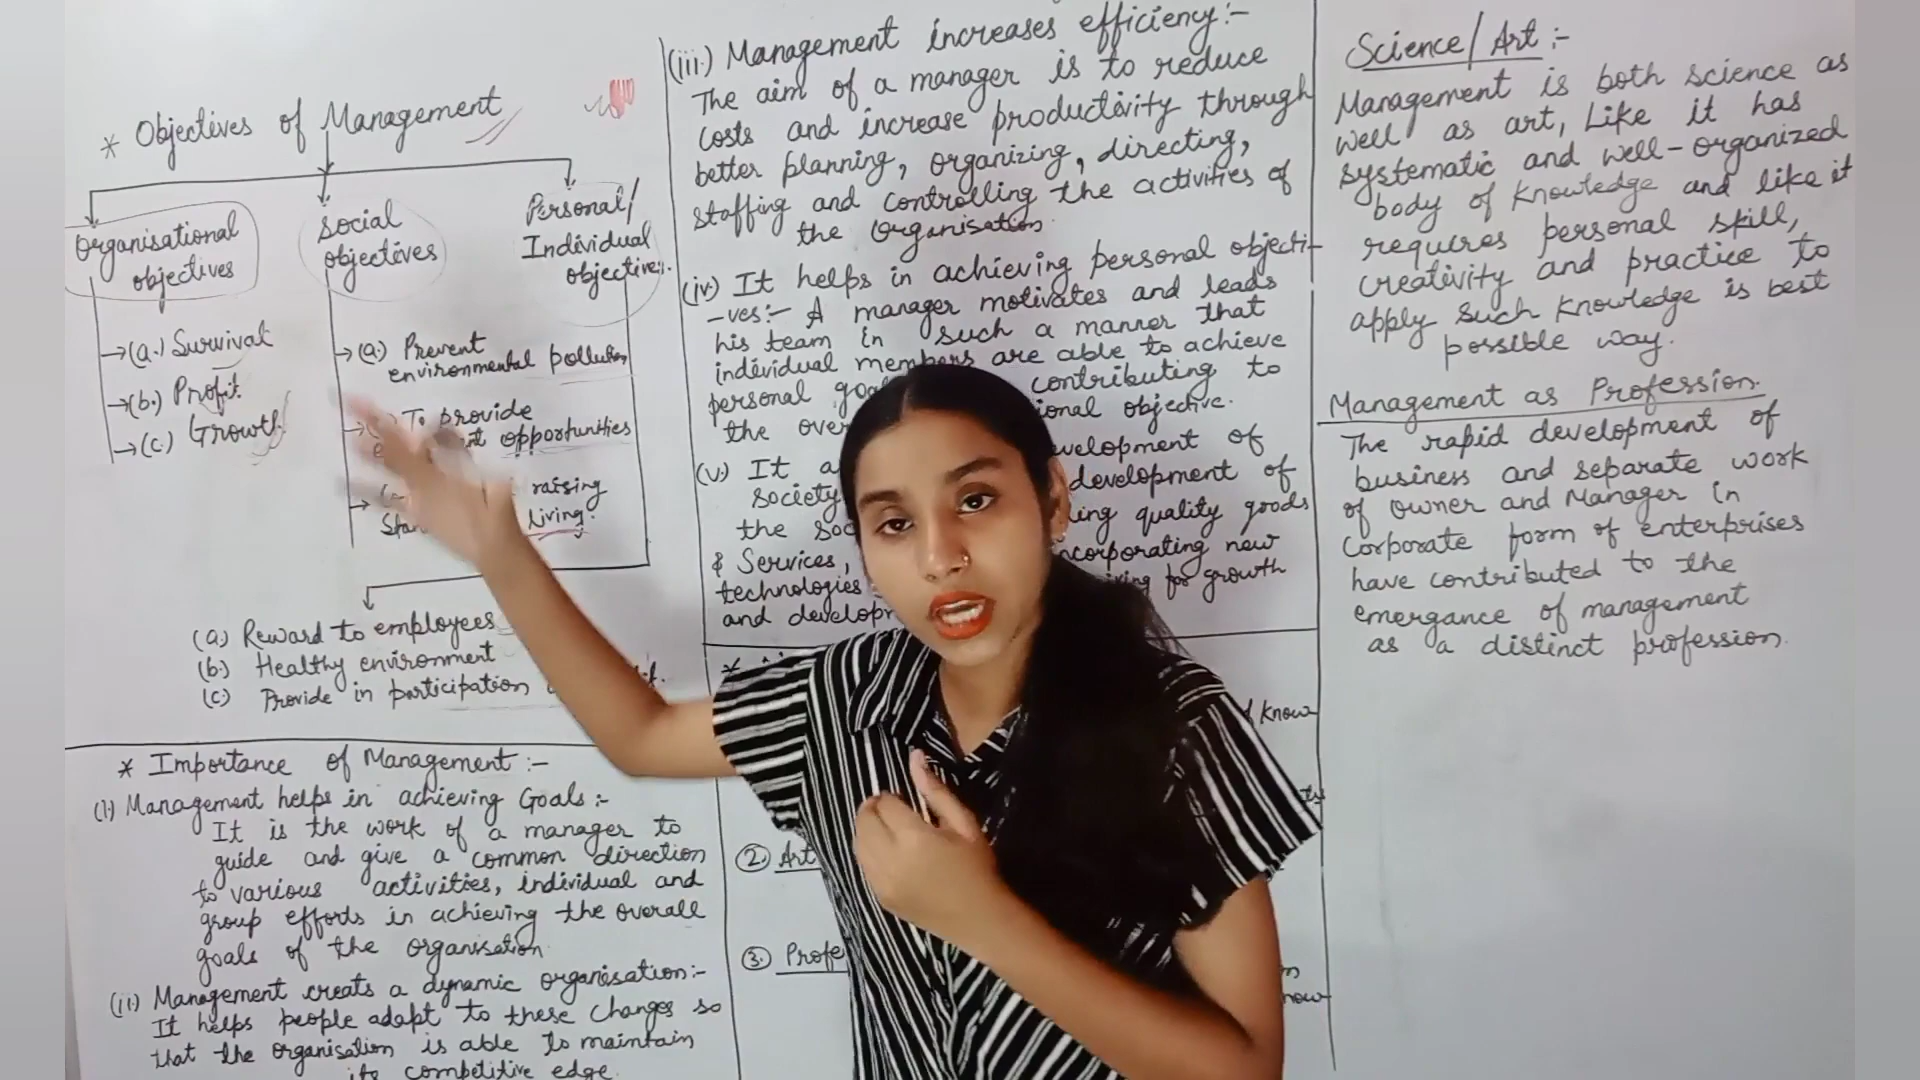 * Objectives of Management
Organisational
objectives
→(a.) Survival
→(b.) Profit
→(c.) Growth
Social
objectives
→(a.) Prevent
environmental pollution
→ To provide
opportunities
→ raising
living.
Personal/
Individual
objectives.
(a.) Reward to employees
(b.) Healthy environment
(c) Provide in participation
* Importance of Management :-
(i.) Management helps in achieving Goals :-
It is the work of a manager to
guide and give a common direction
to various activities, individual and
group efforts in achieving the overall
goals of the organisation.
(ii) Management creats a dynamic organisation:-
It helps people adapt to these changes so
that the organisation is able to maintain
its competitive edge.
(iii.) Management increases efficiency:-
The aim of a manager is to reduce
costs and increase productivity through
better planning, organizing, directing,
staffing and controlling the activities of
the Organisation.
(iv) It helps in achieving personal objecti-
-ves:- A manager motivates and leads
his team in such a manner that
individual members are able to achieve
personal contributing to
the objective.
(v.) It development of
society development of
the quality goods
& Services, incorporating new
technologies for growth
and
know
(2.) Art
(3.) Profe
Science/Art :-
Management is both science as
well as art, Like it has
systematic and well-organized
body of knowledge and like it
requires personal skill,
creativity and practice to
apply such knowledge is best
possible way.
Management as Profession.
The rapid development of
business and separate work
of owner and Manager in
corporate form of enterprises
have contributed to the
emergance of management
as a distinct profession.